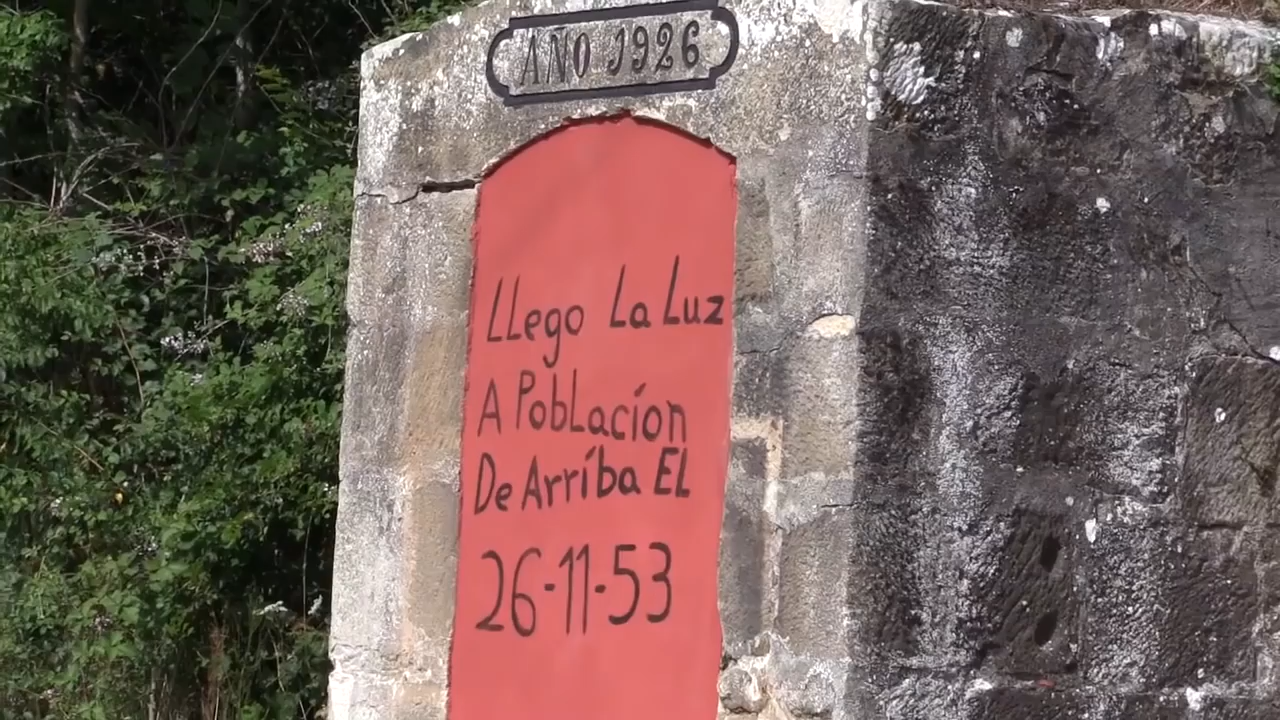 AÑO 1926
LLego La Luz
A PobLacíon
De Arríba EL
26-11-53